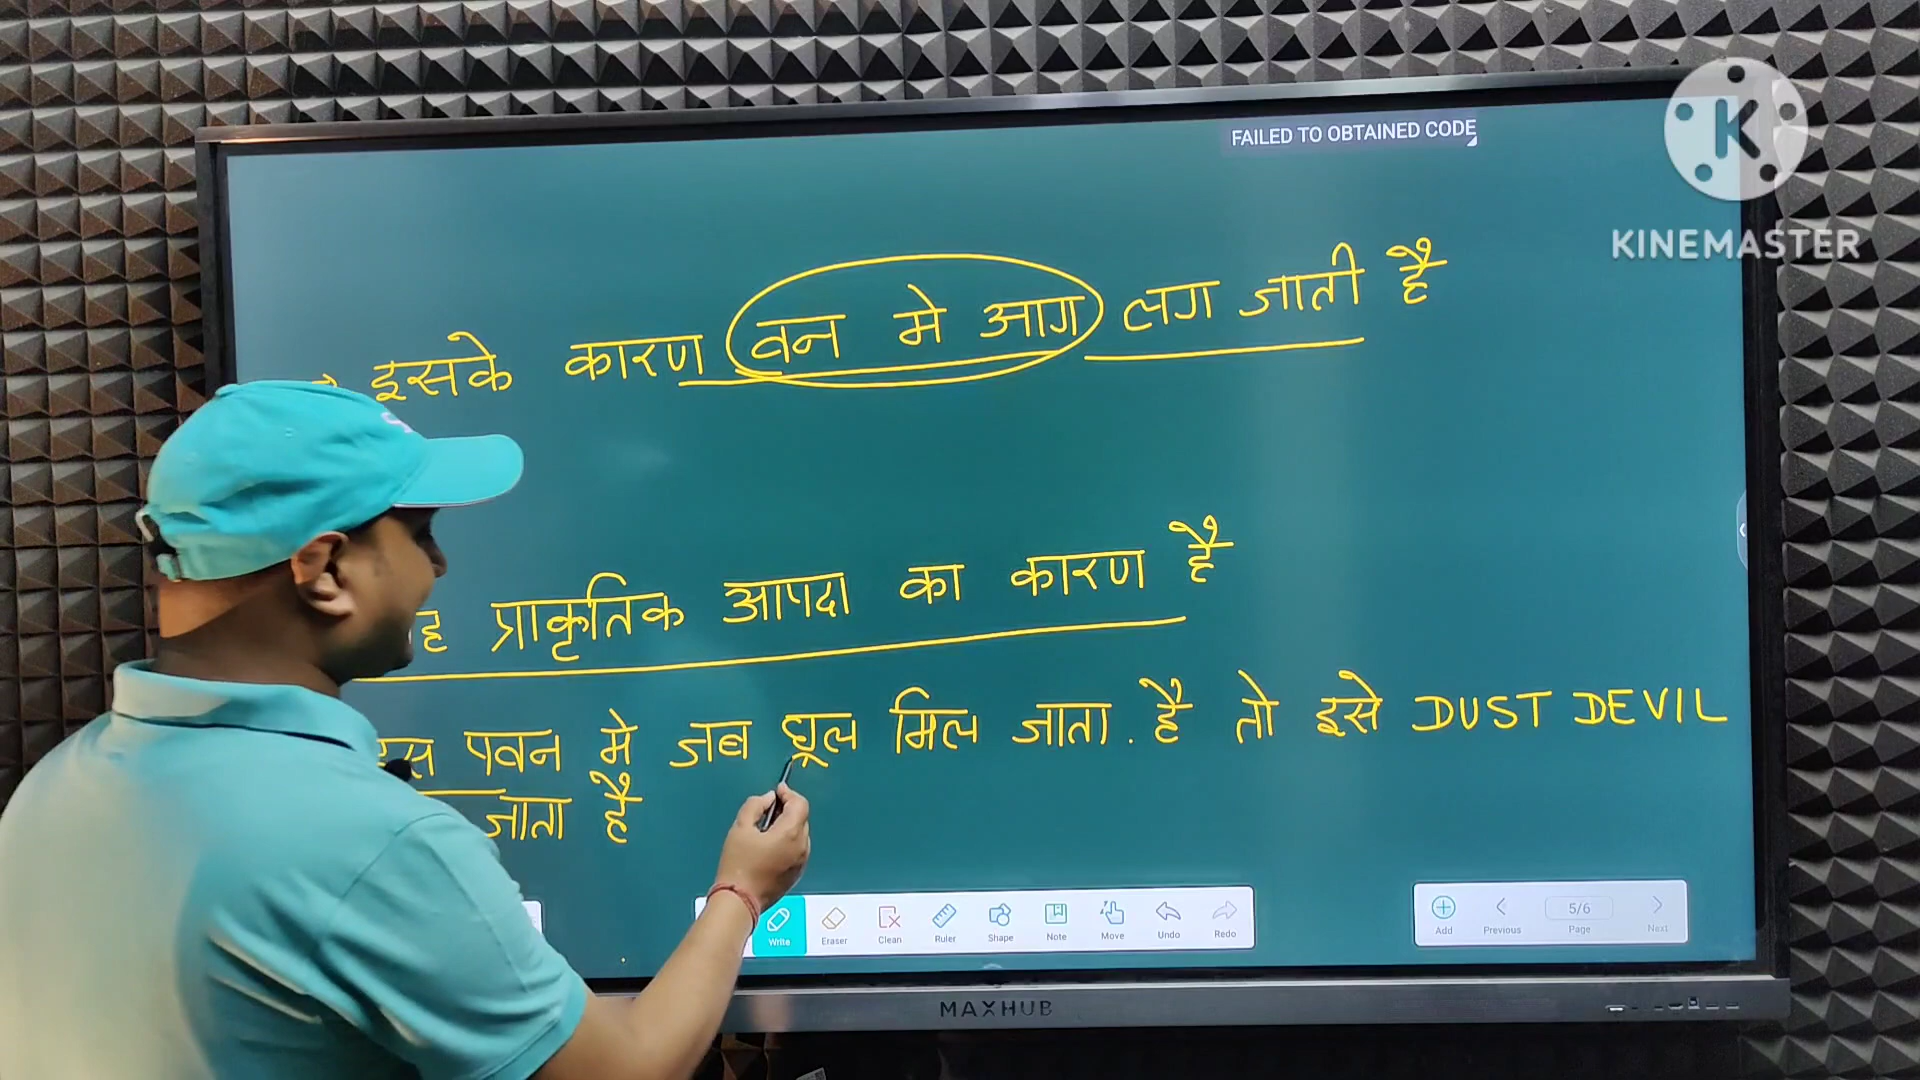 FAILED TO OBTAINED CODE
KINEMASTER
इसके कारण वन मे आग लग जाती है
प्राकृतिक आपदा का कारण है
पवन मे जब धूल मिल जाता है तो इसे DUST DEVIL
जाता है
Write Eraser Clean Ruler Shape Note Move Undo Redo
Add Previous 5/6 Page Next
MAXHUB